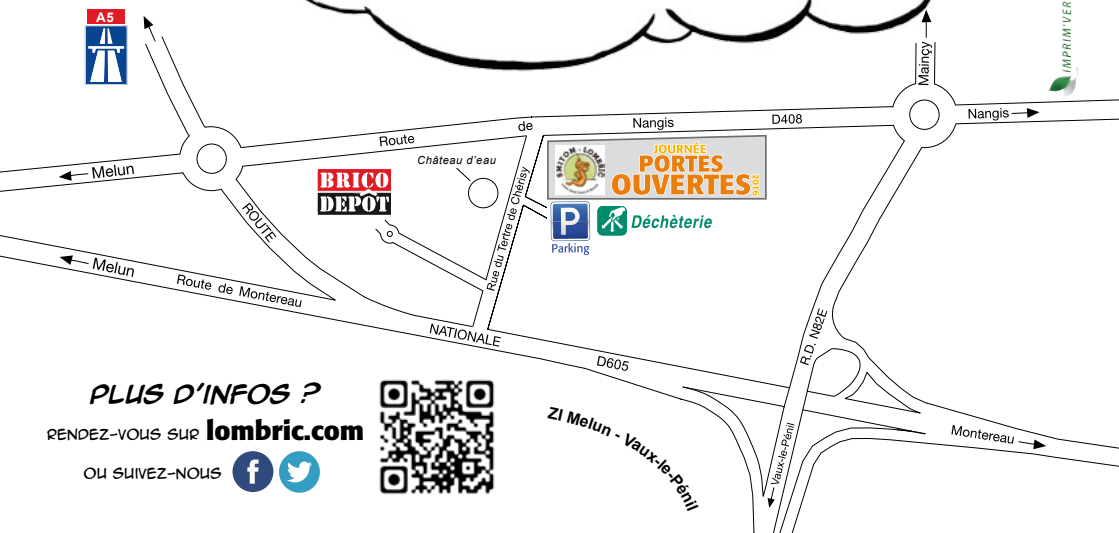 A5
IMPRIM'VER
Mainçy
Nangis
D408
Nangis
de
Route
Melun
Château d'eau
BRICO
DEPÔT
SMITOM - LOMBRIC
JOURNÉE
PORTES
OUVERTES
2016
Rue du Tertre de Chérisy
P
Parking
Déchèterie
ROUTE
Melun
Route de Montereau
NATIONALE
D605
R.D. N82E
Vaux-le-Pénil
Montereau
ZI Melun - Vaux-le-Pénil
PLUS D'INFOS ?
RENDEZ-VOUS SUR lombric.com
OU SUIVEZ-NOUS f